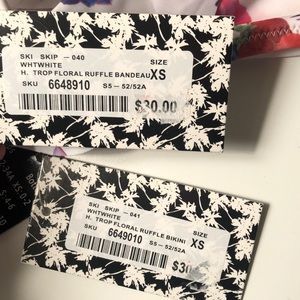 SKI SKIP - 040
WHTWHITE
SIZE
H. TROP FLORAL RUFFLE BANDEAU XS
SKU 6648910 S5 - 52/52A
$30.00
SKI SKIP - 041
WHTWHITE
SIZE
H. TROP FLORAL RUFFLE BIKINI XS
SKU 6649010 S5 - 52/52A
$30